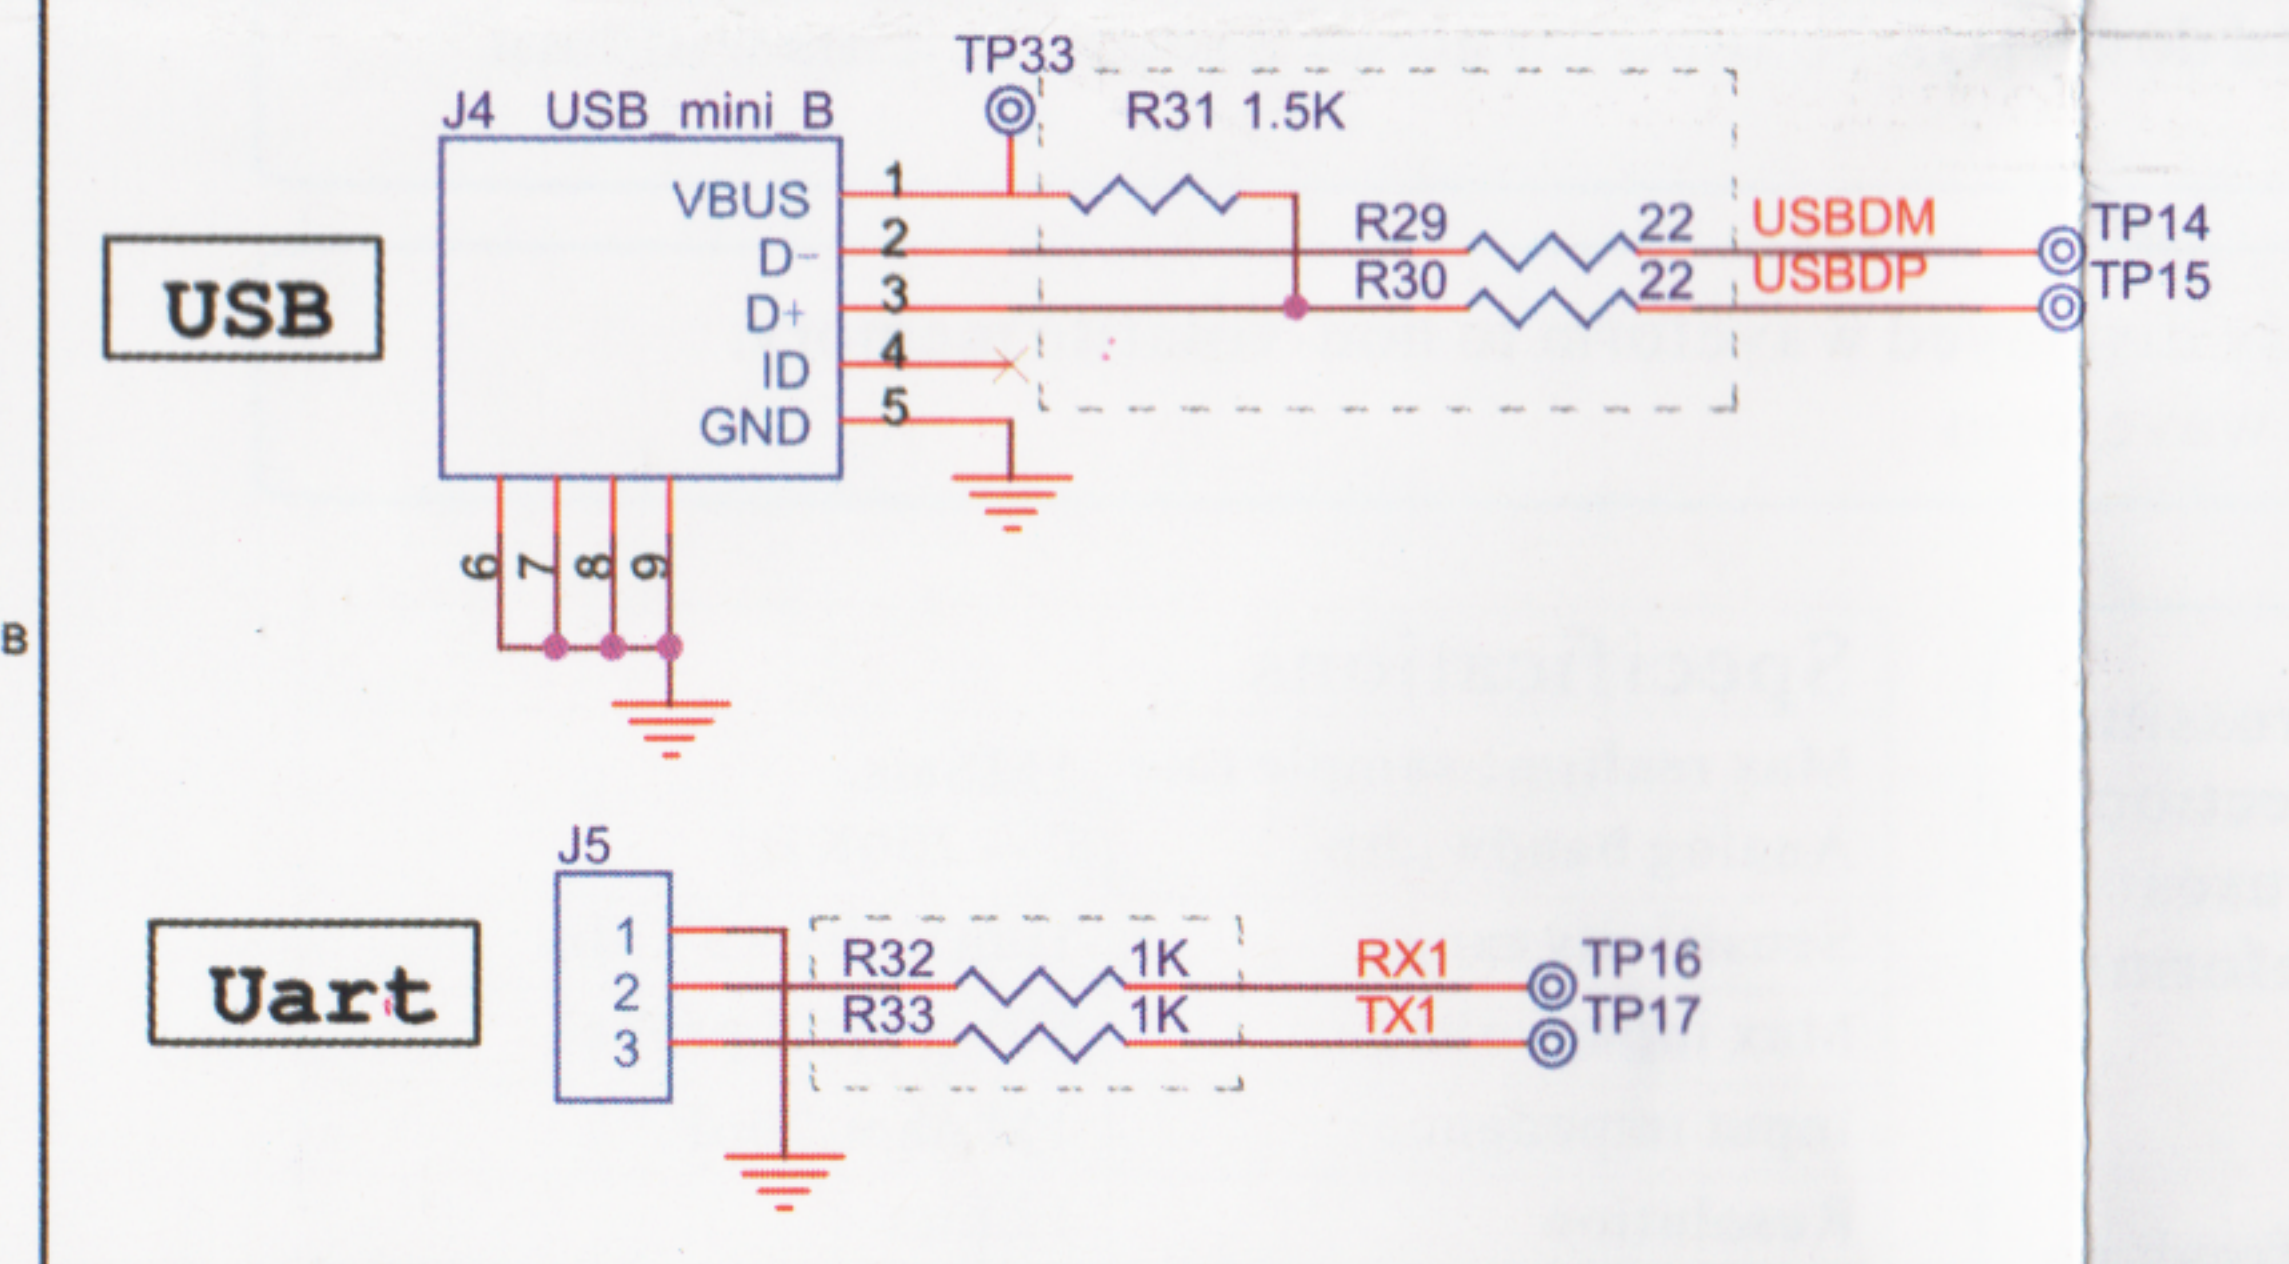 TP33
J4 USB_mini_B
R31 1.5K
VBUS 1
D- 2
R29 22 USBDM TP14
D+ 3
R30 22 USBDP TP15
ID 4
GND 5
USB
6 7 8 9
B
Specifications
J5
1
Uart
2 R32 1K RX1 TP16
3 R33 1K TX1 TP17